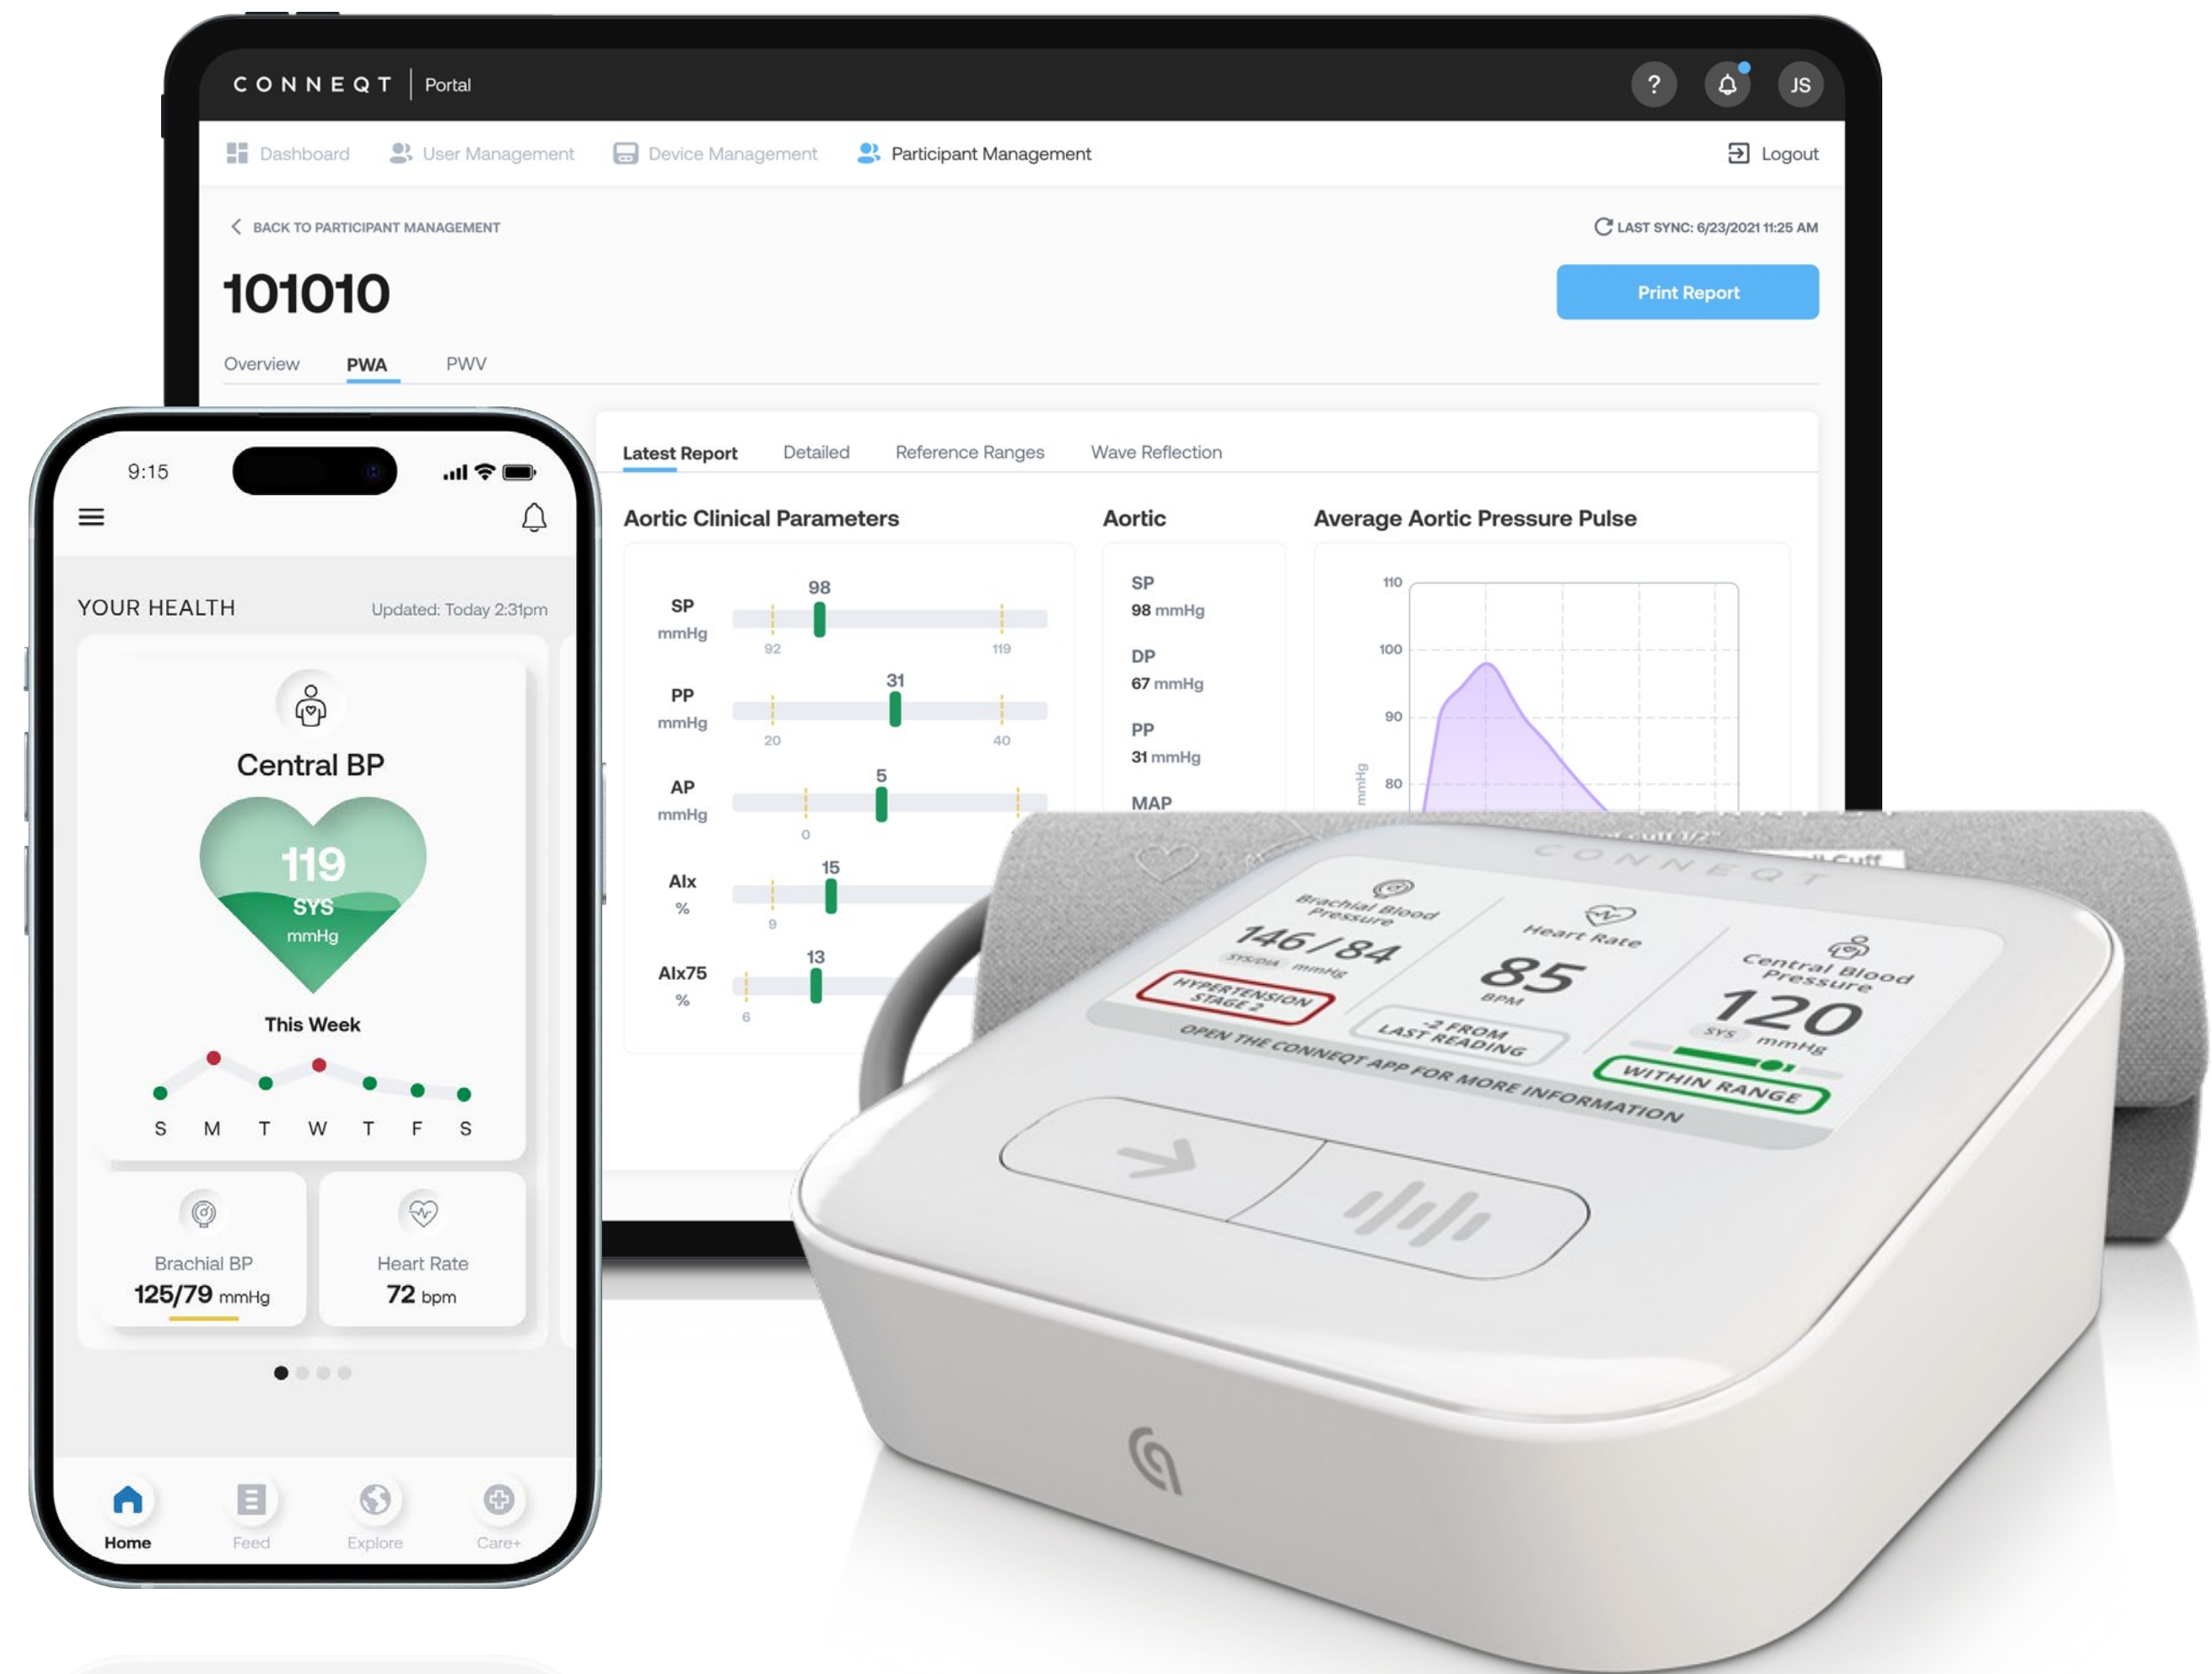 CONNEQT | Portal
? JS
Dashboard User Management Device Management Participant Management Logout
BACK TO PARTICIPANT MANAGEMENT LAST SYNC: 6/23/2021 11:25 AM
101010
Print Report
Overview PWA PWV
Latest Report Detailed Reference Ranges Wave Reflection
Aortic Clinical Parameters
SP
mmHg
98
92 119
PP
mmHg
31
20 40
AP
mmHg
5
0
AIx
%
15
9
AIx75
%
13
6
Aortic
SP
98 mmHg
DP
67 mmHg
PP
31 mmHg
MAP
Average Aortic Pressure Pulse
110
100
90
80
mmHg
9:15
YOUR HEALTH Updated: Today 2:31pm
Central BP
119
SYS
mmHg
This Week
S M T W T F S
Brachial BP
125/79 mmHg
Heart Rate
72 bpm
Home Feed Explore Care+
Cuff
CONNEQT
Brachial Blood
Pressure
146/84
SYS/DIA mmHg
HYPERTENSION
STAGE 2
Heart Rate
85
BPM
-2 FROM
LAST READING
Central Blood
Pressure
120
SYS mmHg
WITHIN RANGE
OPEN THE CONNEQT APP FOR MORE INFORMATION